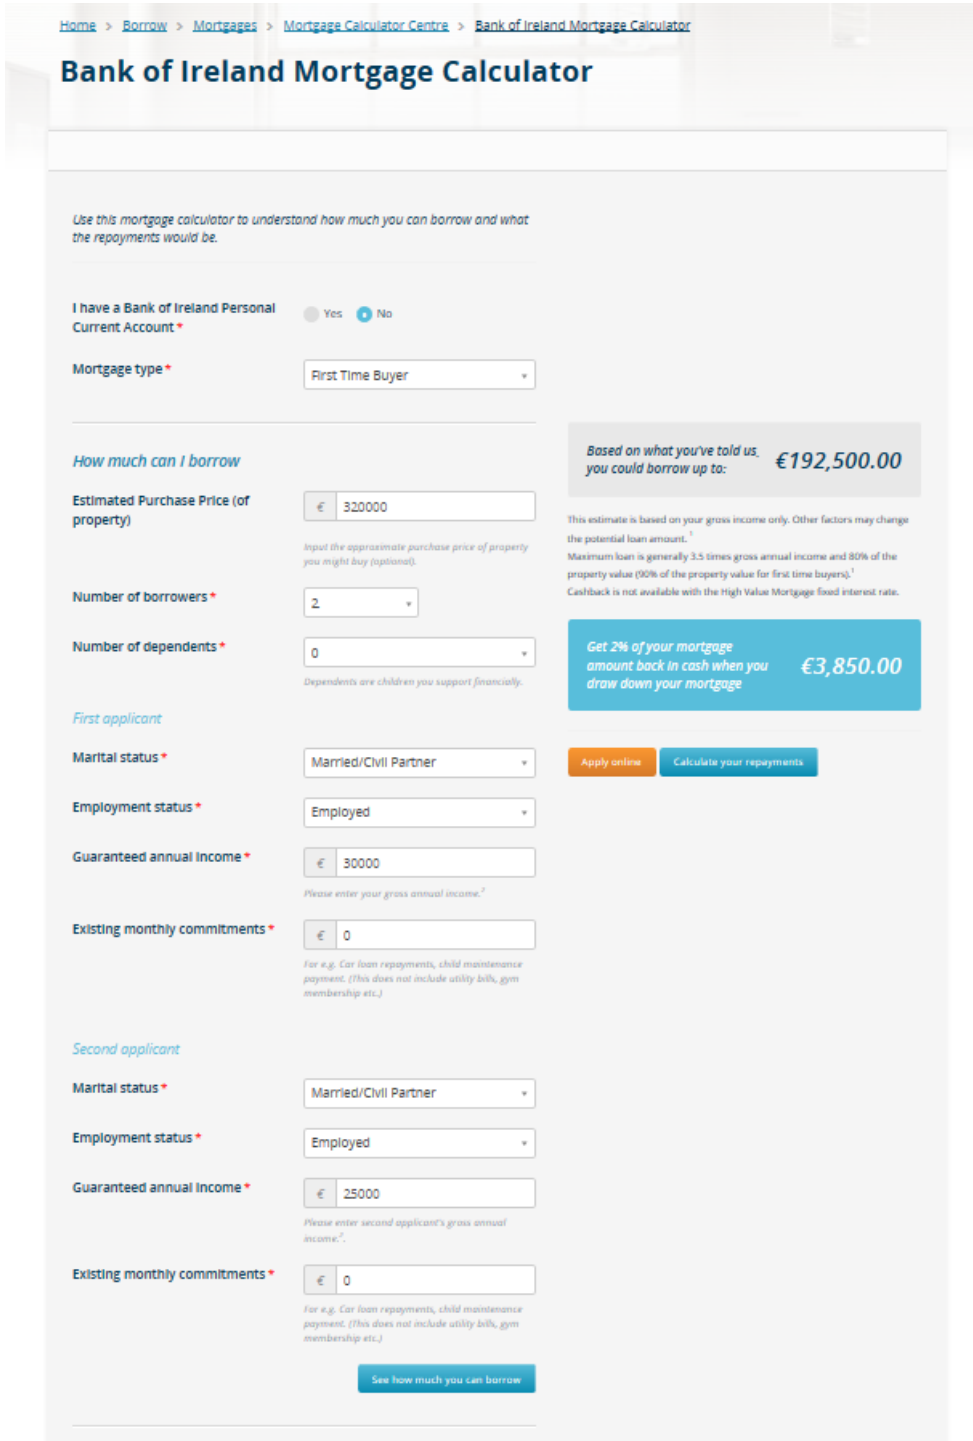 Home > Borrow > Mortgages > Mortgage Calculator Centre > Bank of Ireland Mortgage Calculator
Bank of Ireland Mortgage Calculator
Use this mortgage calculator to understand how much you can borrow and what
the repayments would be.
I have a Bank of Ireland Personal
Current Account *
Yes No
Mortgage type *
First Time Buyer
How much can I borrow
Estimated Purchase Price (of
property)
€ 320000
Input the approximate purchase price of property
you might buy (optional).
Number of borrowers *
2
Number of dependents *
0
Dependents are children you support financially.
First applicant
Marital status *
Married/Civil Partner
Employment status *
Employed
Guaranteed annual income *
€ 30000
Please enter your gross annual income.²
Existing monthly commitments *
€ 0
For e.g. Car loan repayments, child maintenance
payment. (This does not include utility bills, gym
membership etc.)
Second applicant
Marital status *
Married/Civil Partner
Employment status *
Employed
Guaranteed annual income *
€ 25000
Please enter second applicant's gross annual
income.².
Existing monthly commitments *
€ 0
For e.g. Car loan repayments, child maintenance
payment. (This does not include utility bills, gym
membership etc.)
See how much you can borrow
Based on what you've told us,
you could borrow up to:
€192,500.00
This estimate is based on your gross income only. Other factors may change
the potential loan amount. ¹
Maximum loan is generally 3.5 times gross annual income and 80% of the
property value (90% of the property value for first time buyers).¹
Cashback is not available with the High Value Mortgage fixed interest rate.
Get 2% of your mortgage
amount back in cash when you
draw down your mortgage
€3,850.00
Apply online
Calculate your repayments